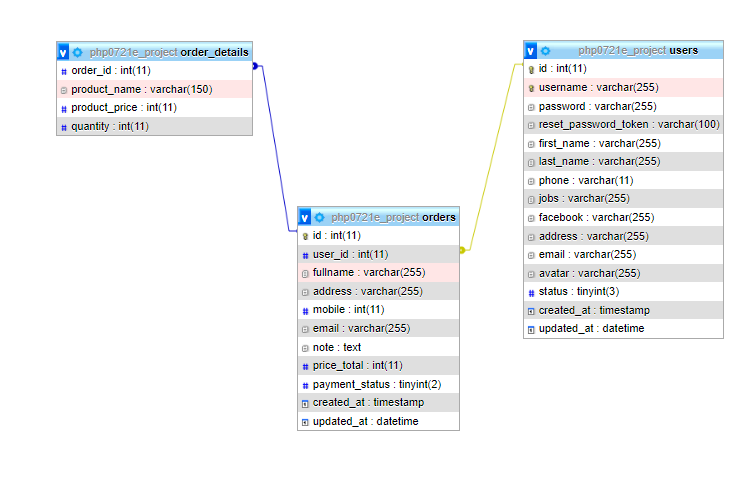 php0721e_project order_details
order_id : int(11)
product_name : varchar(150)
product_price : int(11)
quantity : int(11)
php0721e_project orders
id : int(11)
user_id : int(11)
fullname : varchar(255)
address : varchar(255)
mobile : int(11)
email : varchar(255)
note : text
price_total : int(11)
payment_status : tinyint(2)
created_at : timestamp
updated_at : datetime
php0721e_project users
id : int(11)
username : varchar(255)
password : varchar(255)
reset_password_token : varchar(100)
first_name : varchar(255)
last_name : varchar(255)
phone : varchar(11)
jobs : varchar(255)
facebook : varchar(255)
address : varchar(255)
email : varchar(255)
avatar : varchar(255)
status : tinyint(3)
created_at : timestamp
updated_at : datetime